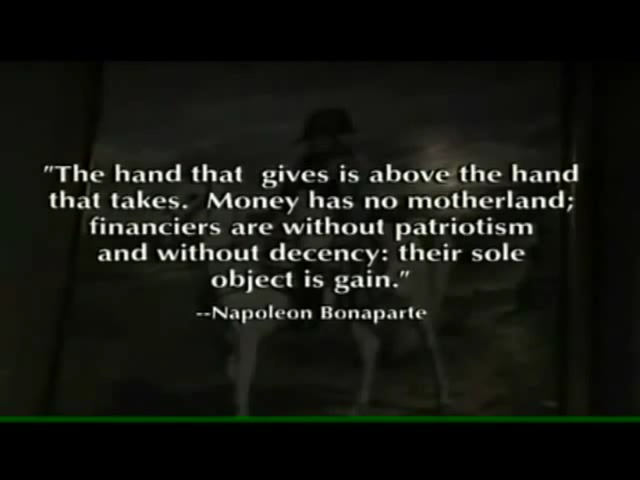 "The hand that  gives is above the hand
that takes.  Money has no motherland;
financiers are without patriotism
and without decency: their sole
object is gain."
--Napoleon Bonaparte